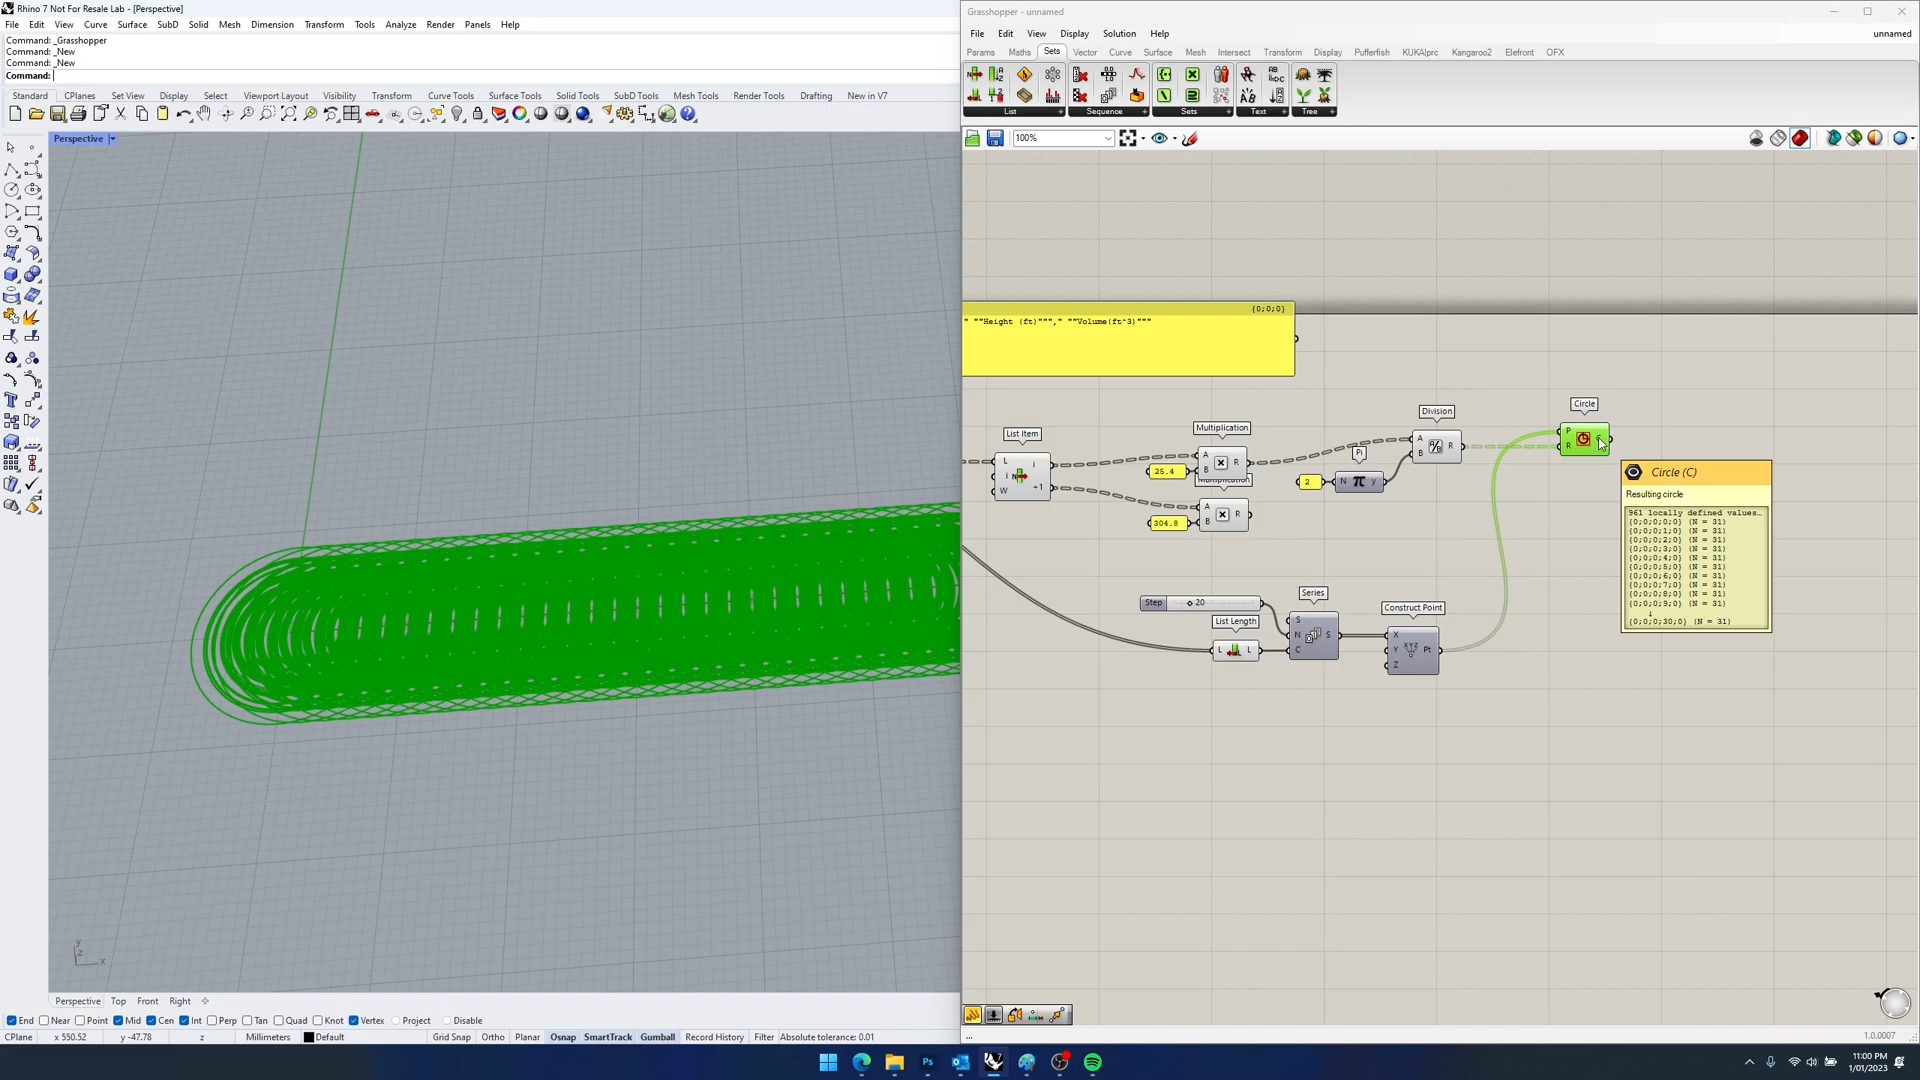 Rhino 7 Not For Resale Lab - [Perspective]
File Edit View Curve Surface SubD Solid Mesh Dimension Transform Tools Analyze Render Panels Help
Command: _Grasshopper
Command: _New
Command: _New
Command:
Standard CPlanes Set View Display Select Viewport Layout Visibility Transform Curve Tools Surface Tools Solid Tools SubD Tools Mesh Tools Render Tools Drafting New in V7
Perspective
y
z
x
Perspective Top Front Right
End Near Point Mid Cen Int Perp Tan Quad Knot Vertex Project Disable
CPlane x 550.52 y -47.78 z Millimeters Default Grid Snap Ortho Planar Osnap SmartTrack Gumball Record History Filter Absolute tolerance: 0.01
Grasshopper - unnamed
File Edit View Display Solution Help
unnamed
Params Maths Sets Vector Curve Surface Mesh Intersect Transform Display Pufferfish KUKA|prc Kangaroo2 Elefront OFX
List Sequence Sets Text Tree
100%
{0;0;0}
" ""Height (ft)"""," ""Volume(ft^3)"""
List Item
L i
i
W +1
Multiplication
A
B R
25.4
Multiplication
A
B R
304.8
Pi
2
N y
Division
A
B R
Circle
P
R C
Circle (C)
Resulting circle
961 locally defined values...
{0;0;0;0;0} (N = 31)
{0;0;0;1;0} (N = 31)
{0;0;0;2;0} (N = 31)
{0;0;0;3;0} (N = 31)
{0;0;0;4;0} (N = 31)
{0;0;0;5;0} (N = 31)
{0;0;0;6;0} (N = 31)
{0;0;0;7;0} (N = 31)
{0;0;0;8;0} (N = 31)
{0;0;0;9;0} (N = 31)
↓
{0;0;0;30;0} (N = 31)
Step 20
List Length
L L
Series
S
N S
C
Construct Point
X
Y Pt
Z
XYZ
...
1.0.0007
11:00 PM
1/01/2023